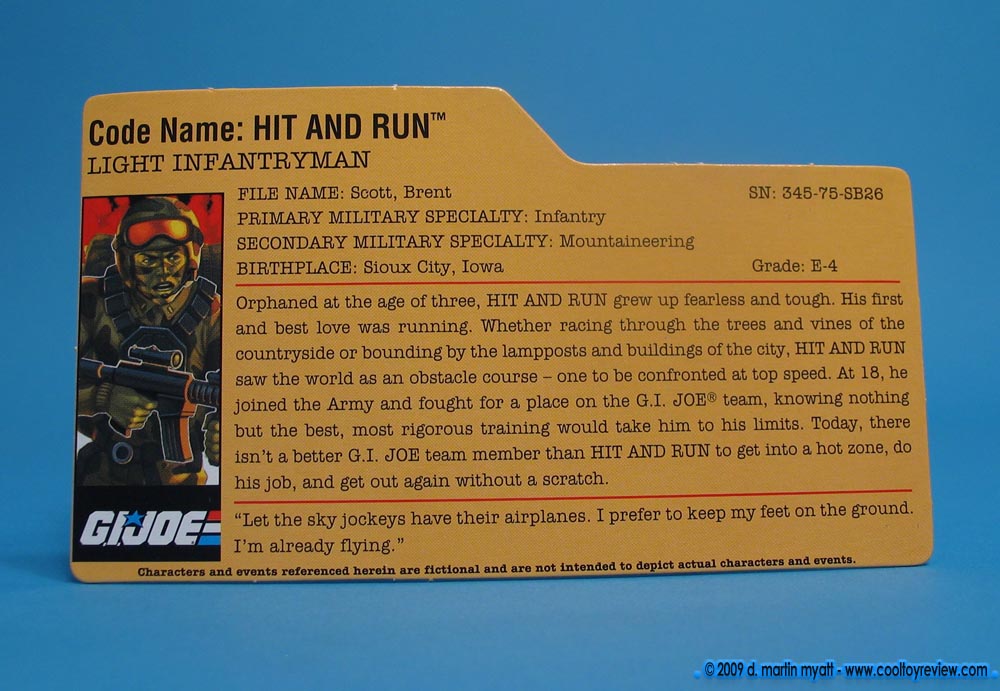 Code Name: HIT AND RUN™
LIGHT INFANTRYMAN
FILE NAME: Scott, Brent
SN: 345-75-SB26
PRIMARY MILITARY SPECIALTY: Infantry
SECONDARY MILITARY SPECIALTY: Mountaineering
BIRTHPLACE: Sioux City, Iowa
Grade: E-4
Orphaned at the age of three, HIT AND RUN grew up fearless and tough. His first
and best love was running. Whether racing through the trees and vines of the
countryside or bounding by the lampposts and buildings of the city, HIT AND RUN
saw the world as an obstacle course – one to be confronted at top speed. At 18, he
joined the Army and fought for a place on the G.I. JOE® team, knowing nothing
but the best, most rigorous training would take him to his limits. Today, there
isn't a better G.I. JOE team member than HIT AND RUN to get into a hot zone, do
his job, and get out again without a scratch.
G.I. JOE
"Let the sky jockeys have their airplanes. I prefer to keep my feet on the ground.
I'm already flying."
Characters and events referenced herein are fictional and are not intended to depict actual characters and events.
© 2009 d. martin myatt - www.cooltoyreview.com